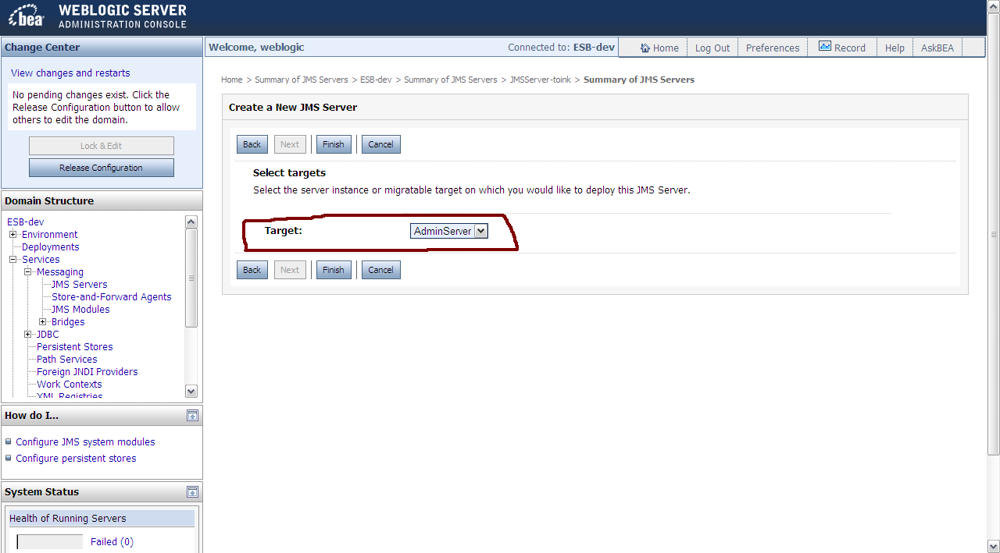 bea
WEBLOGIC SERVER
ADMINISTRATION CONSOLE
Change Center
View changes and restarts
No pending changes exist. Click the
Release Configuration button to allow
others to edit the domain.
Lock & Edit
Release Configuration
Domain Structure
ESB-dev
Environment
Deployments
Services
Messaging
JMS Servers
Store-and-Forward Agents
JMS Modules
Bridges
JDBC
Persistent Stores
Path Services
Foreign JNDI Providers
Work Contexts
XML Registries
How do I...
Configure JMS system modules
Configure persistent stores
System Status
Health of Running Servers
Failed (0)
Welcome, weblogic Connected to: ESB-dev Home Log Out Preferences Record Help AskBEA
Home > Summary of JMS Servers > ESB-dev > Summary of JMS Servers > JMSServer-toink > Summary of JMS Servers
Create a New JMS Server
Back Next Finish Cancel
Select targets
Select the server instance or migratable target on which you would like to deploy this JMS Server.
Target: AdminServer
Back Next Finish Cancel